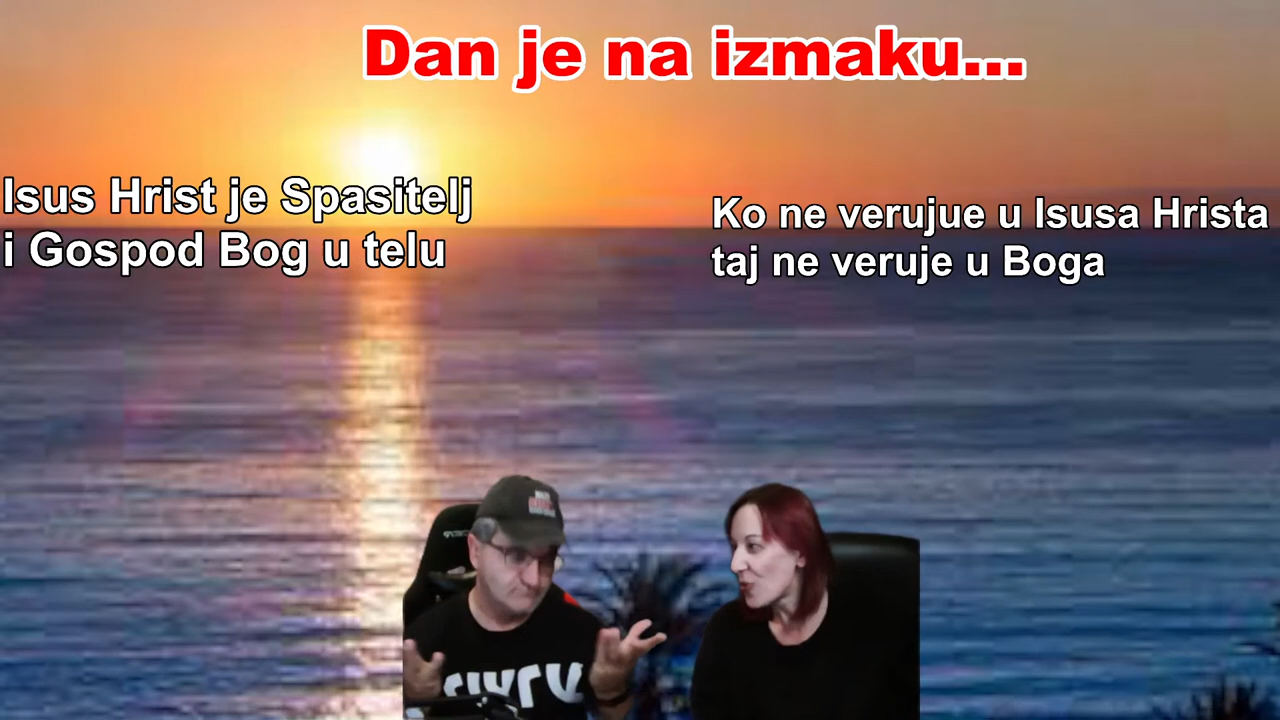 Dan je na izmaku...
Isus Hrist je Spasitelj
i Gospod Bog u telu
Ko ne verujue u Isusa Hrista
taj ne veruje u Boga